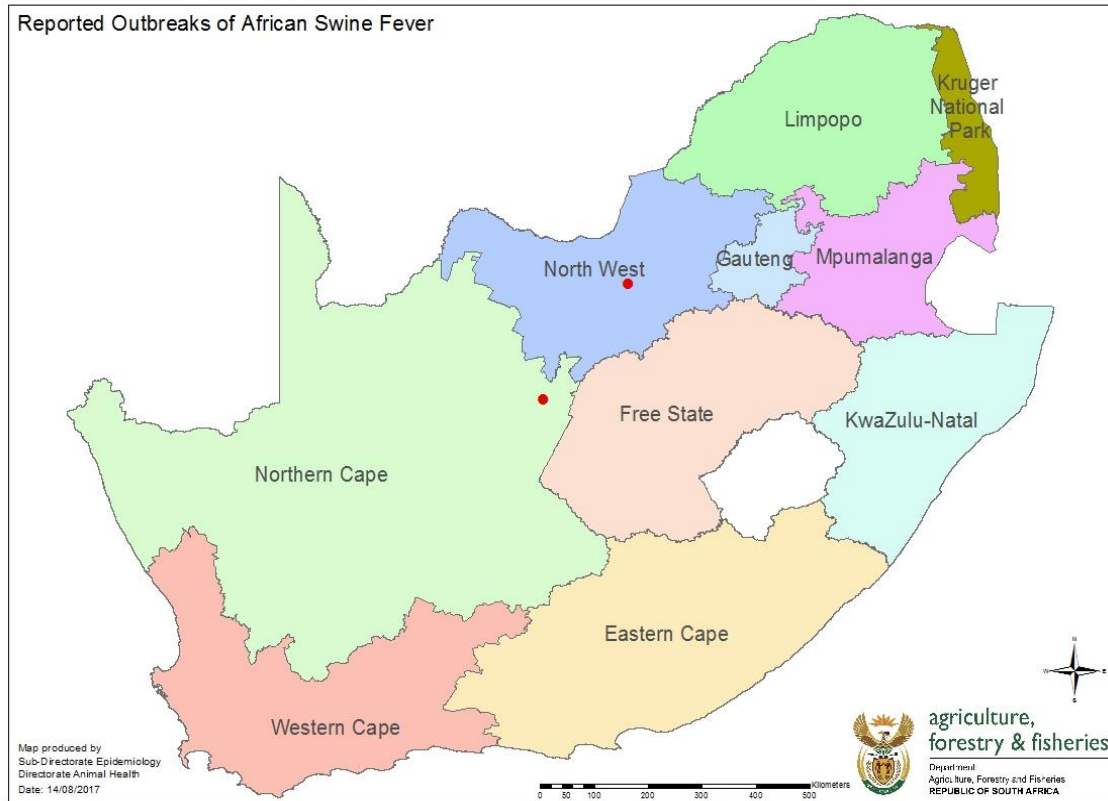 Reported Outbreaks of African Swine Fever
Kruger
National
Park
Limpopo
North West
Gauteng
Mpumalanga
Free State
KwaZulu-Natal
Northern Cape
Eastern Cape
Western Cape
N
W
E
S
Map produced by
Sub-Directorate Epidemiology
Directorate Animal Health
Date: 14/08/2017
Kilometers
0 50 100 200 300 400 500
agriculture,
forestry & fisheries
Department:
Agriculture, Forestry and Fisheries
REPUBLIC OF SOUTH AFRICA